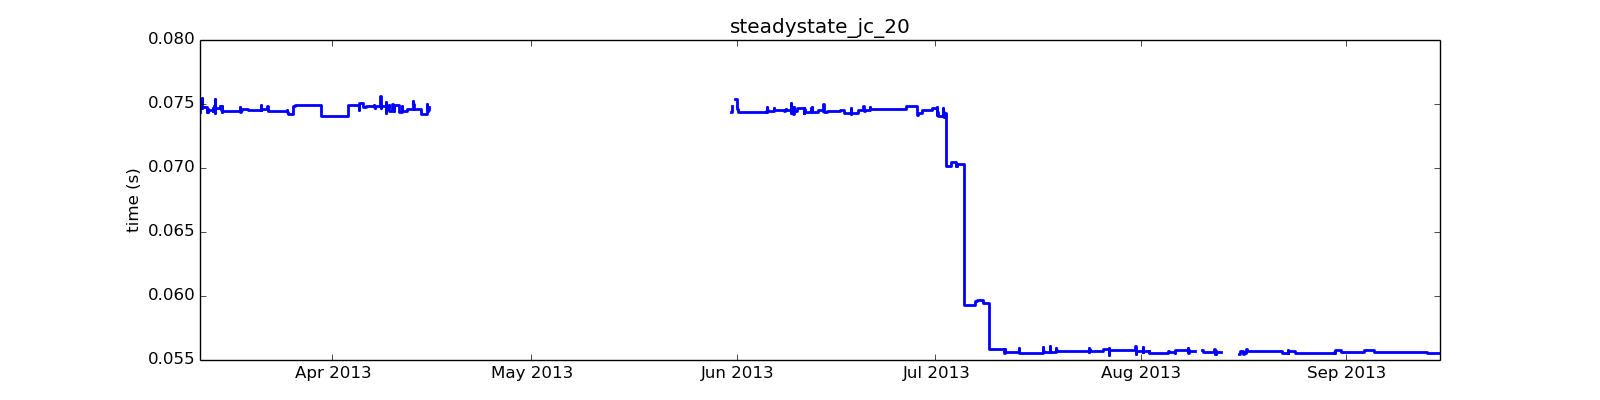 steadystate_jc_20
0.080
0.075
0.070
0.065
0.060
0.055
time (s)
Apr 2013
May 2013
Jun 2013
Jul 2013
Aug 2013
Sep 2013